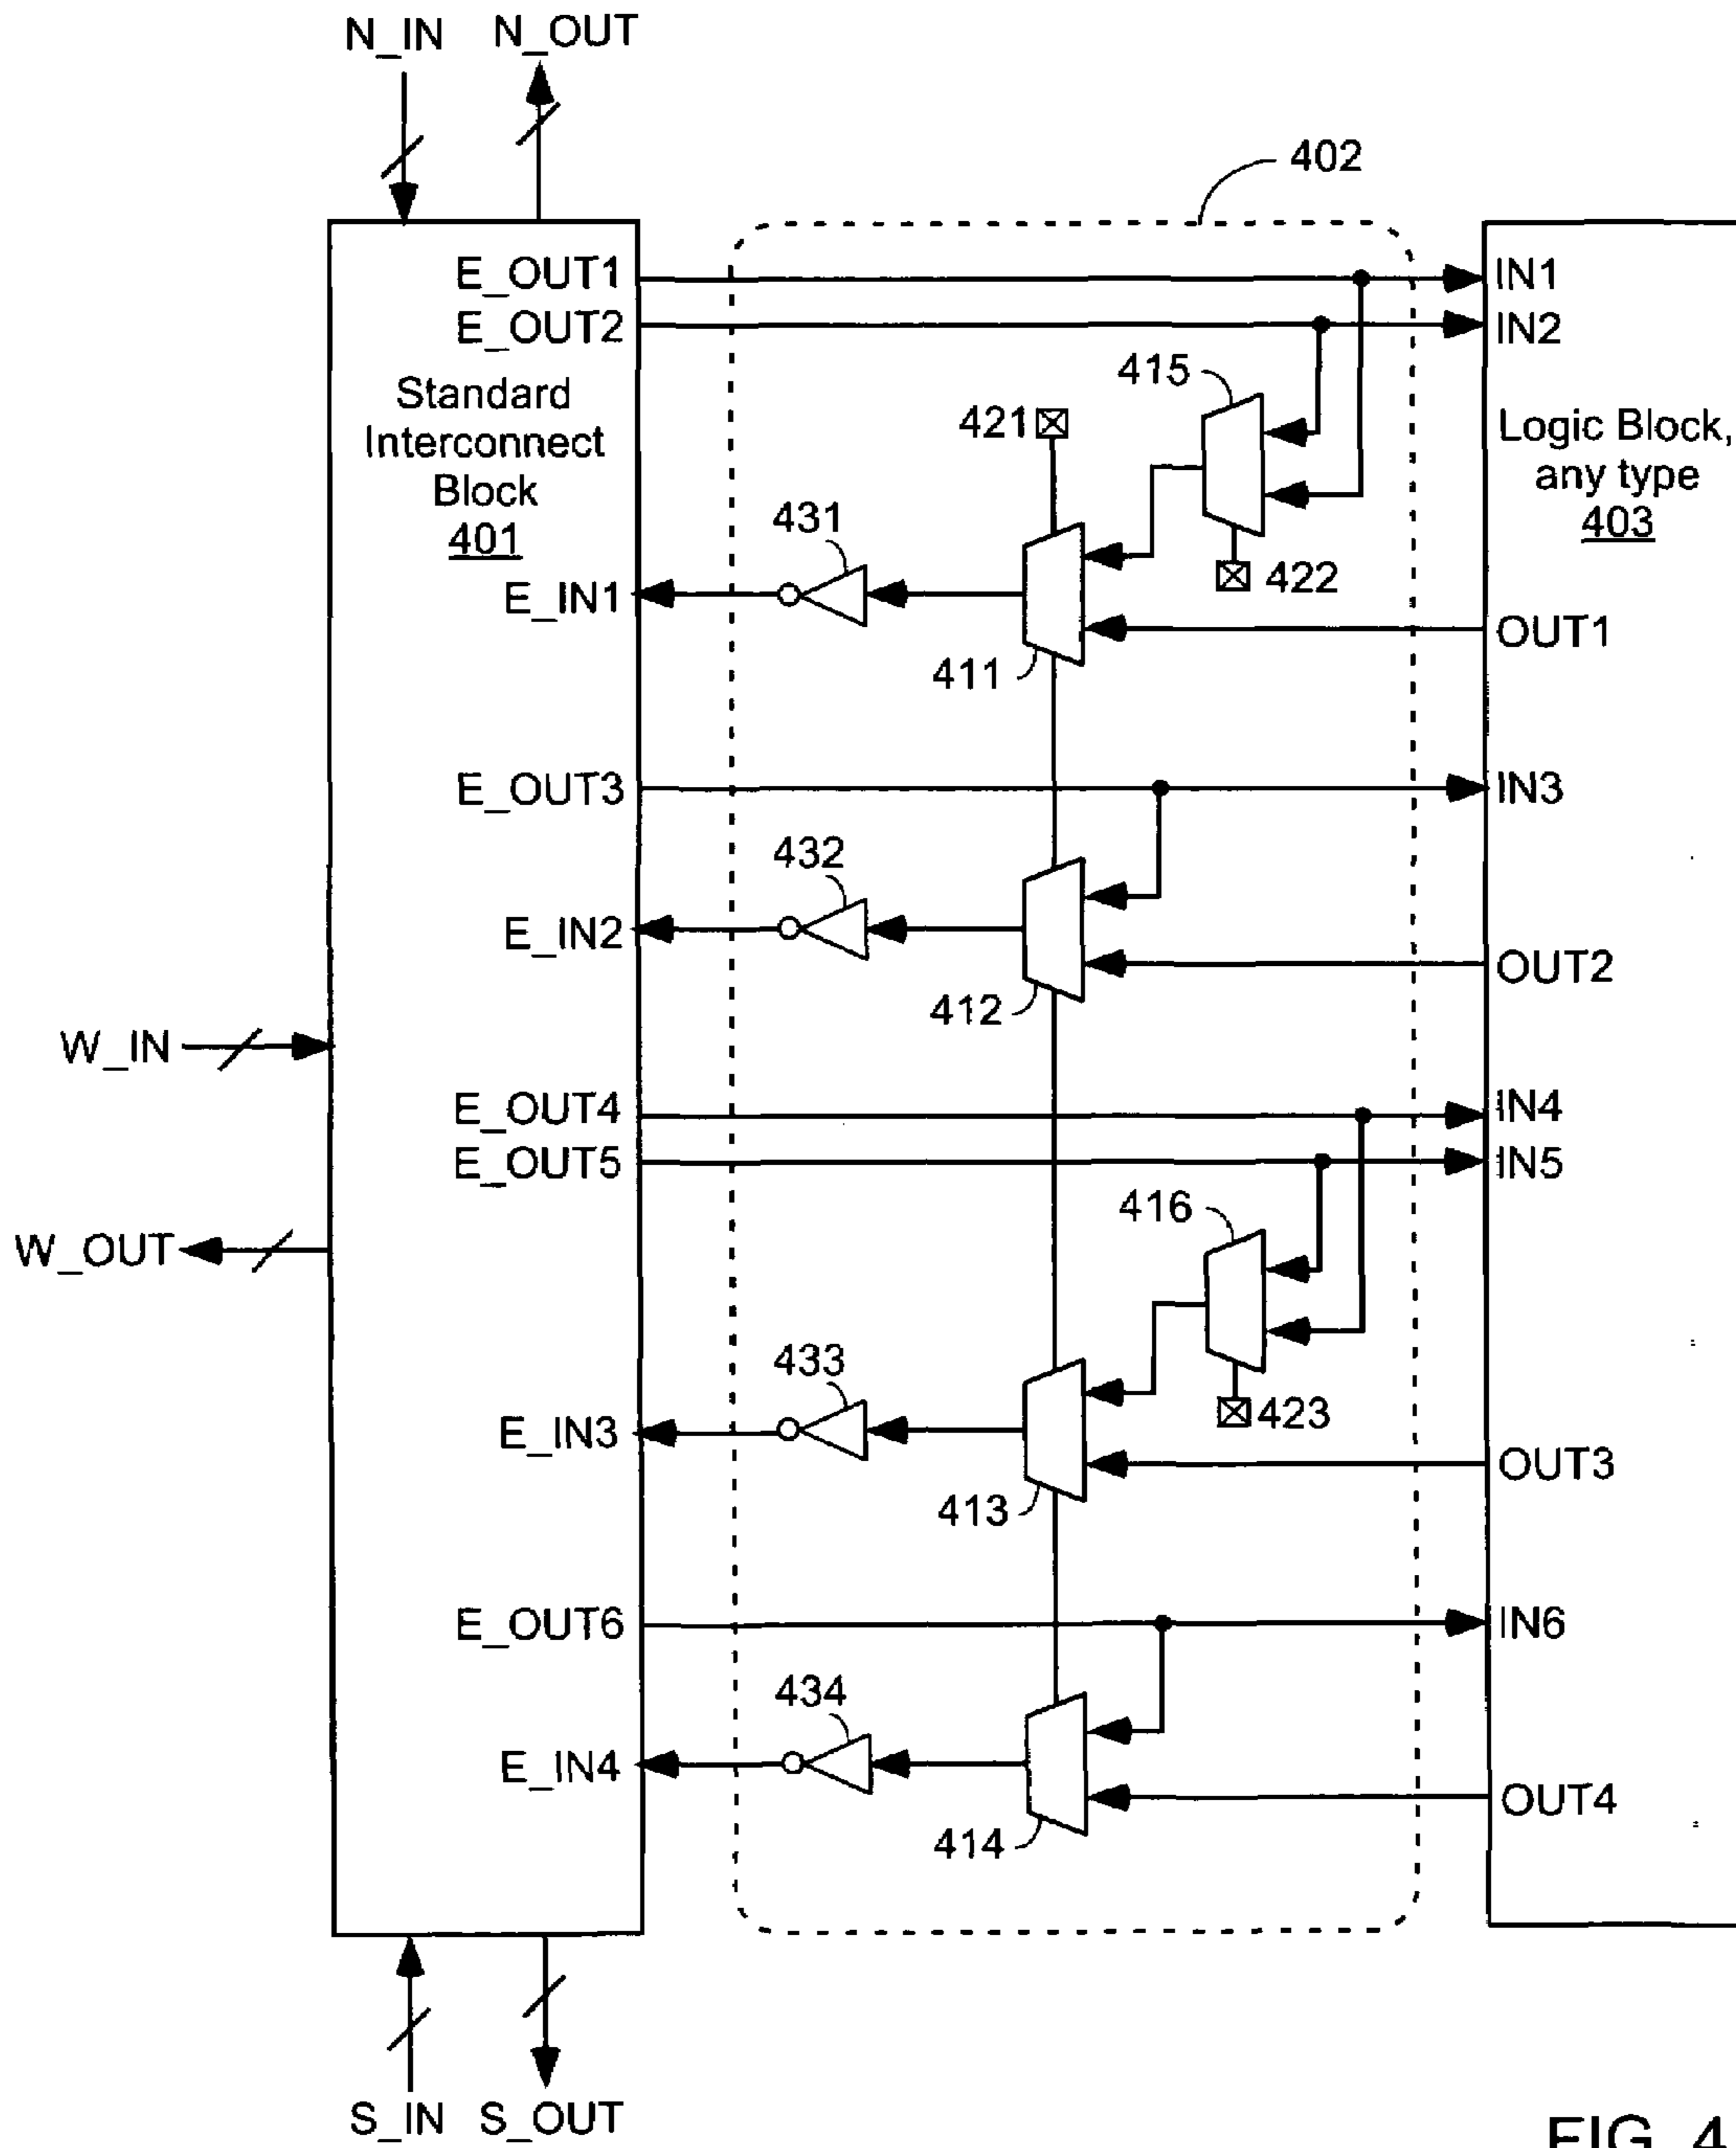 N_IN N_OUT
402
E_OUT1
IN1
E_OUT2
IN2
415
Standard
Interconnect
Block
401
421
Logic Block,
any type
403
431
422
E_IN1
OUT1
411
E_OUT3
IN3
432
E_IN2
OUT2
412
W_IN
E_OUT4
IN4
E_OUT5
IN5
416
W_OUT
433
423
E_IN3
OUT3
413
E_OUT6
IN6
434
E_IN4
OUT4
414
S_IN S_OUT
FIG. 4